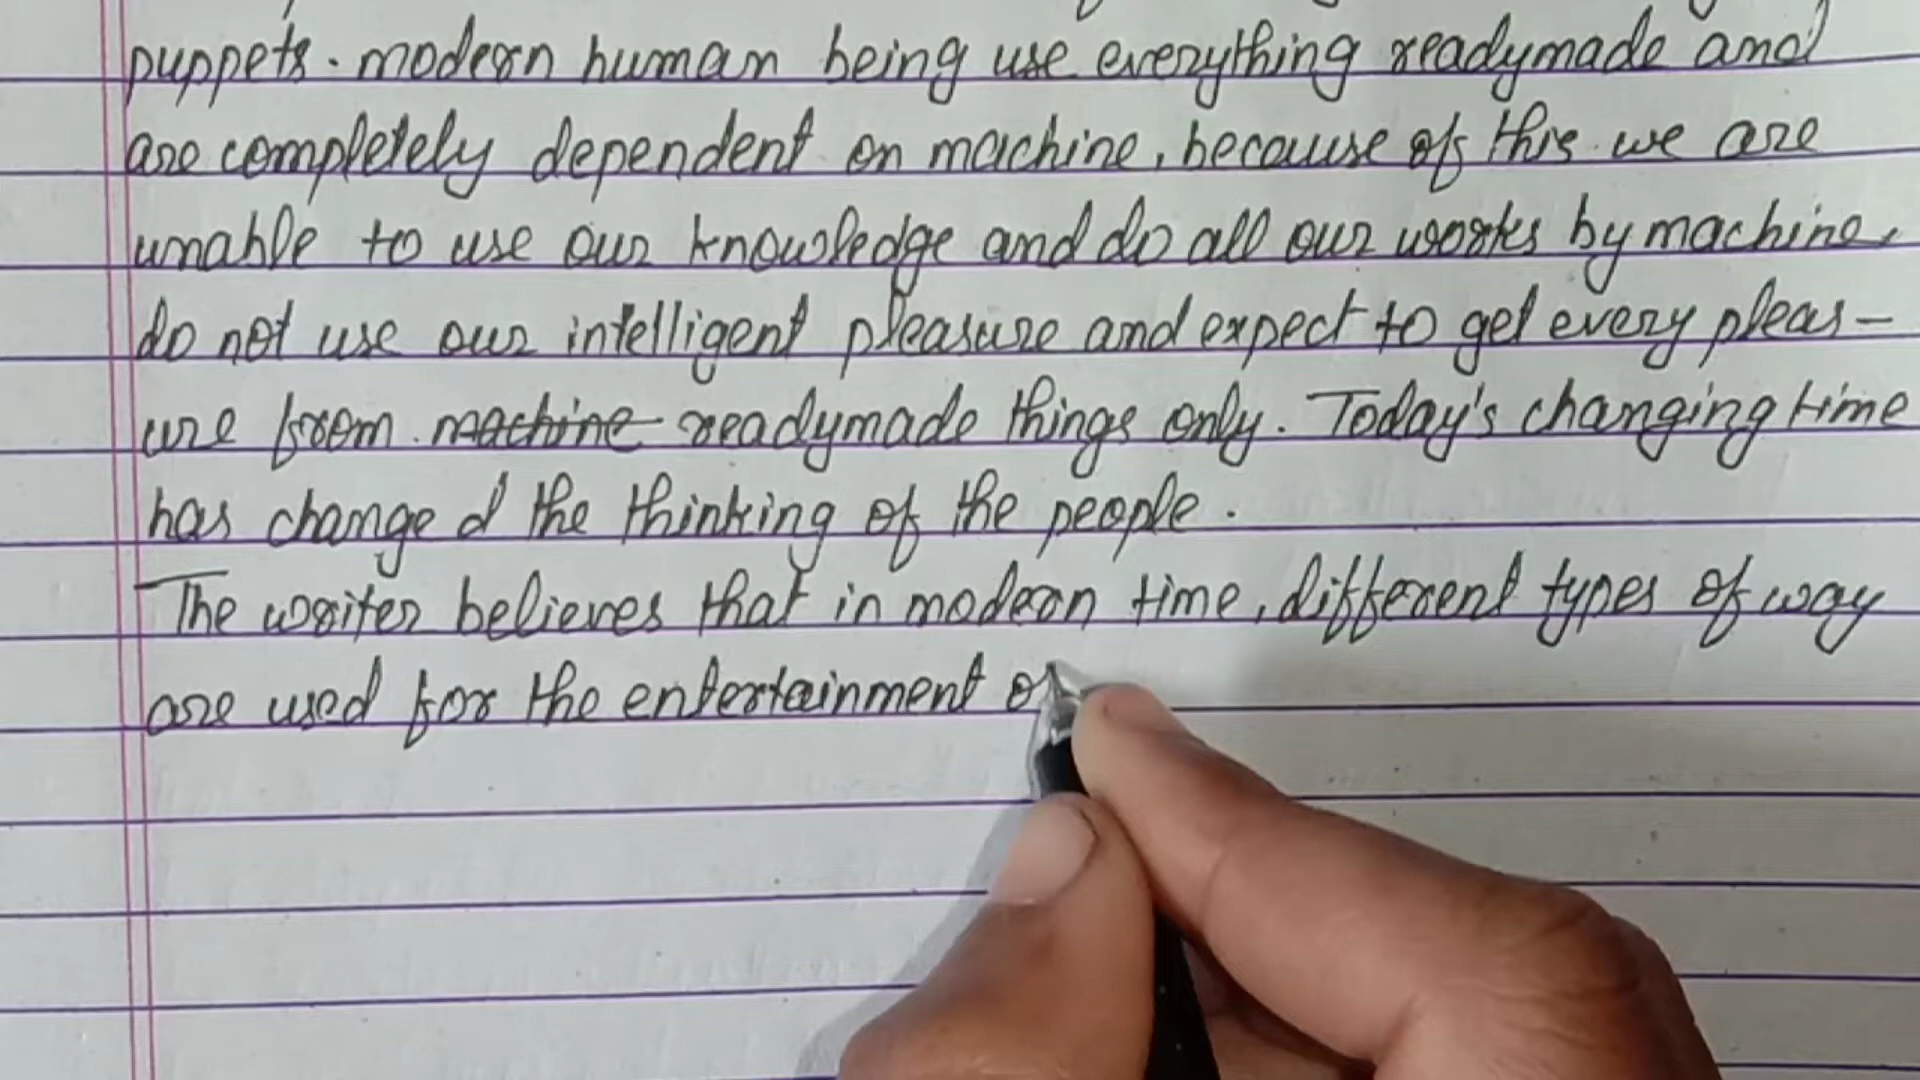 puppets. modern human being use everything readymade and
are completely dependent on machine, because of this we are
unable to use our knowledge and do all our works by machine,
do not use our intelligent pleasure and expect to get every pleas-
ure from machine readymade things only. Today's changing time
has changed the thinking of the people.
The writer believes that in modern time, different types of way
are used for the entertainment of